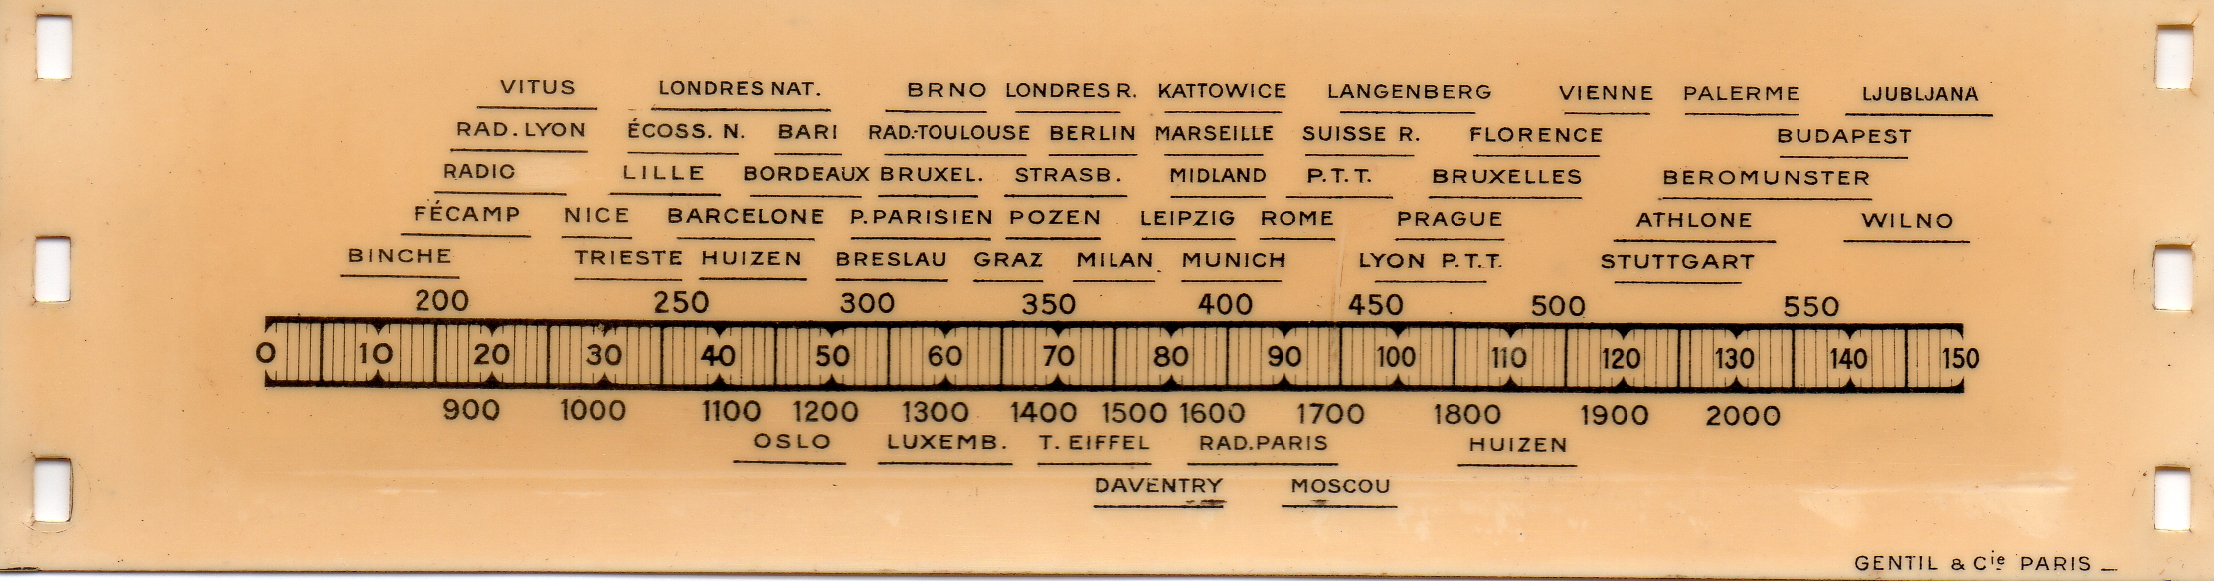 VITUS LONDRES NAT. BRNO LONDRES R. KATTOWICE LANGENBERG VIENNE PALERME LJUBLJANA
RAD. LYON ÉCOSS. N. BARI RAD.-TOULOUSE BERLIN MARSEILLE SUISSE R. FLORENCE BUDAPEST
RADIO LILLE BORDEAUX BRUXEL. STRASB. MIDLAND P.T.T. BRUXELLES BEROMUNSTER
FÉCAMP NICE BARCELONE P.PARISIEN POZEN LEIPZIG ROME PRAGUE ATHLONE WILNO
BINCHE TRIESTE HUIZEN BRESLAU GRAZ MILAN MUNICH LYON P.T.T. STUTTGART
200 250 300 350 400 450 500 550
0 10 20 30 40 50 60 70 80 90 100 110 120 130 140 150
900 1000 1100 1200 1300 1400 1500 1600 1700 1800 1900 2000
OSLO LUXEMB. T. EIFFEL RAD.PARIS HUIZEN
DAVENTRY MOSCOU
GENTIL & Cie PARIS